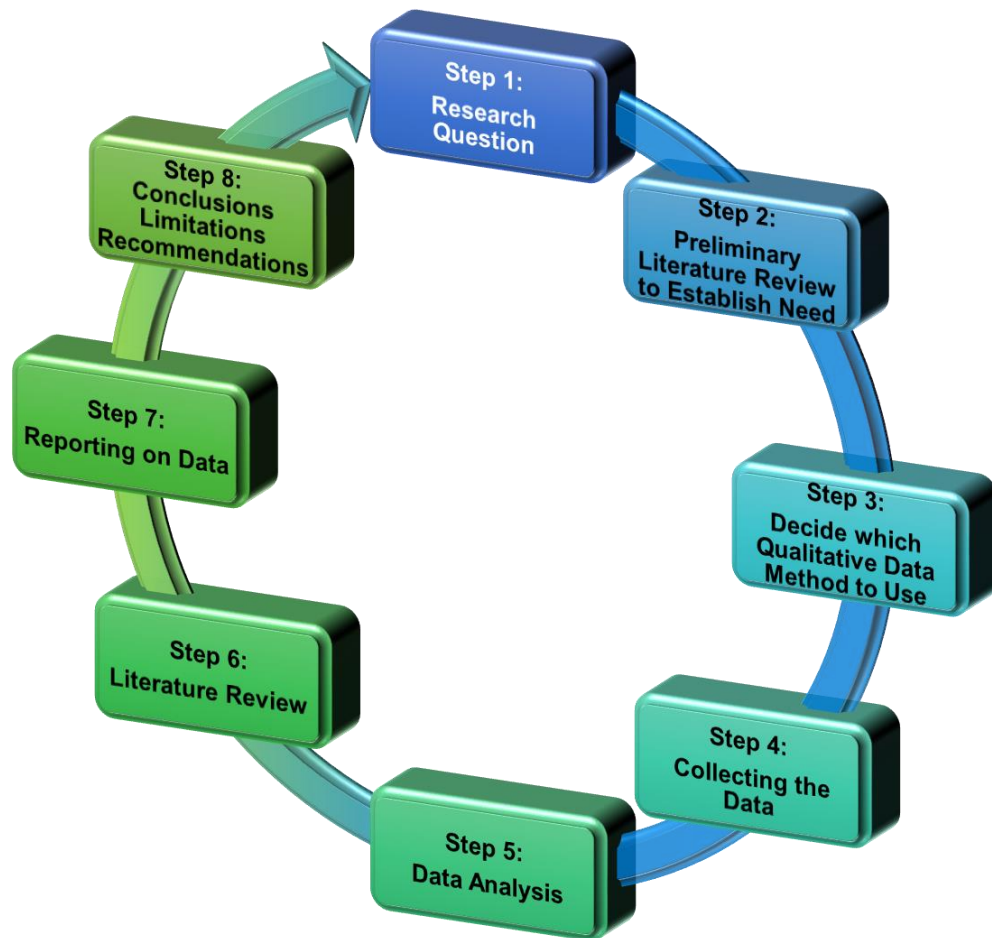 Step 1:
Research
Question
Step 2:
Preliminary
Literature Review
to Establish Need
Step 3:
Decide which
Qualitative Data
Method to Use
Step 4:
Collecting the
Data
Step 5:
Data Analysis
Step 6:
Literature Review
Step 7:
Reporting on Data
Step 8:
Conclusions
Limitations
Recommendations